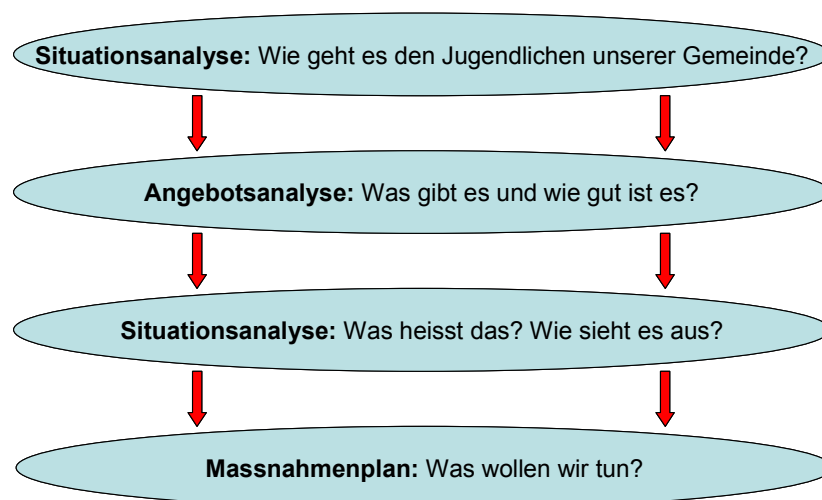 Situationsanalyse: Wie geht es den Jugendlichen unserer Gemeinde?
Angebotsanalyse: Was gibt es und wie gut ist es?
Situationsanalyse: Was heisst das? Wie sieht es aus?
Massnahmenplan: Was wollen wir tun?